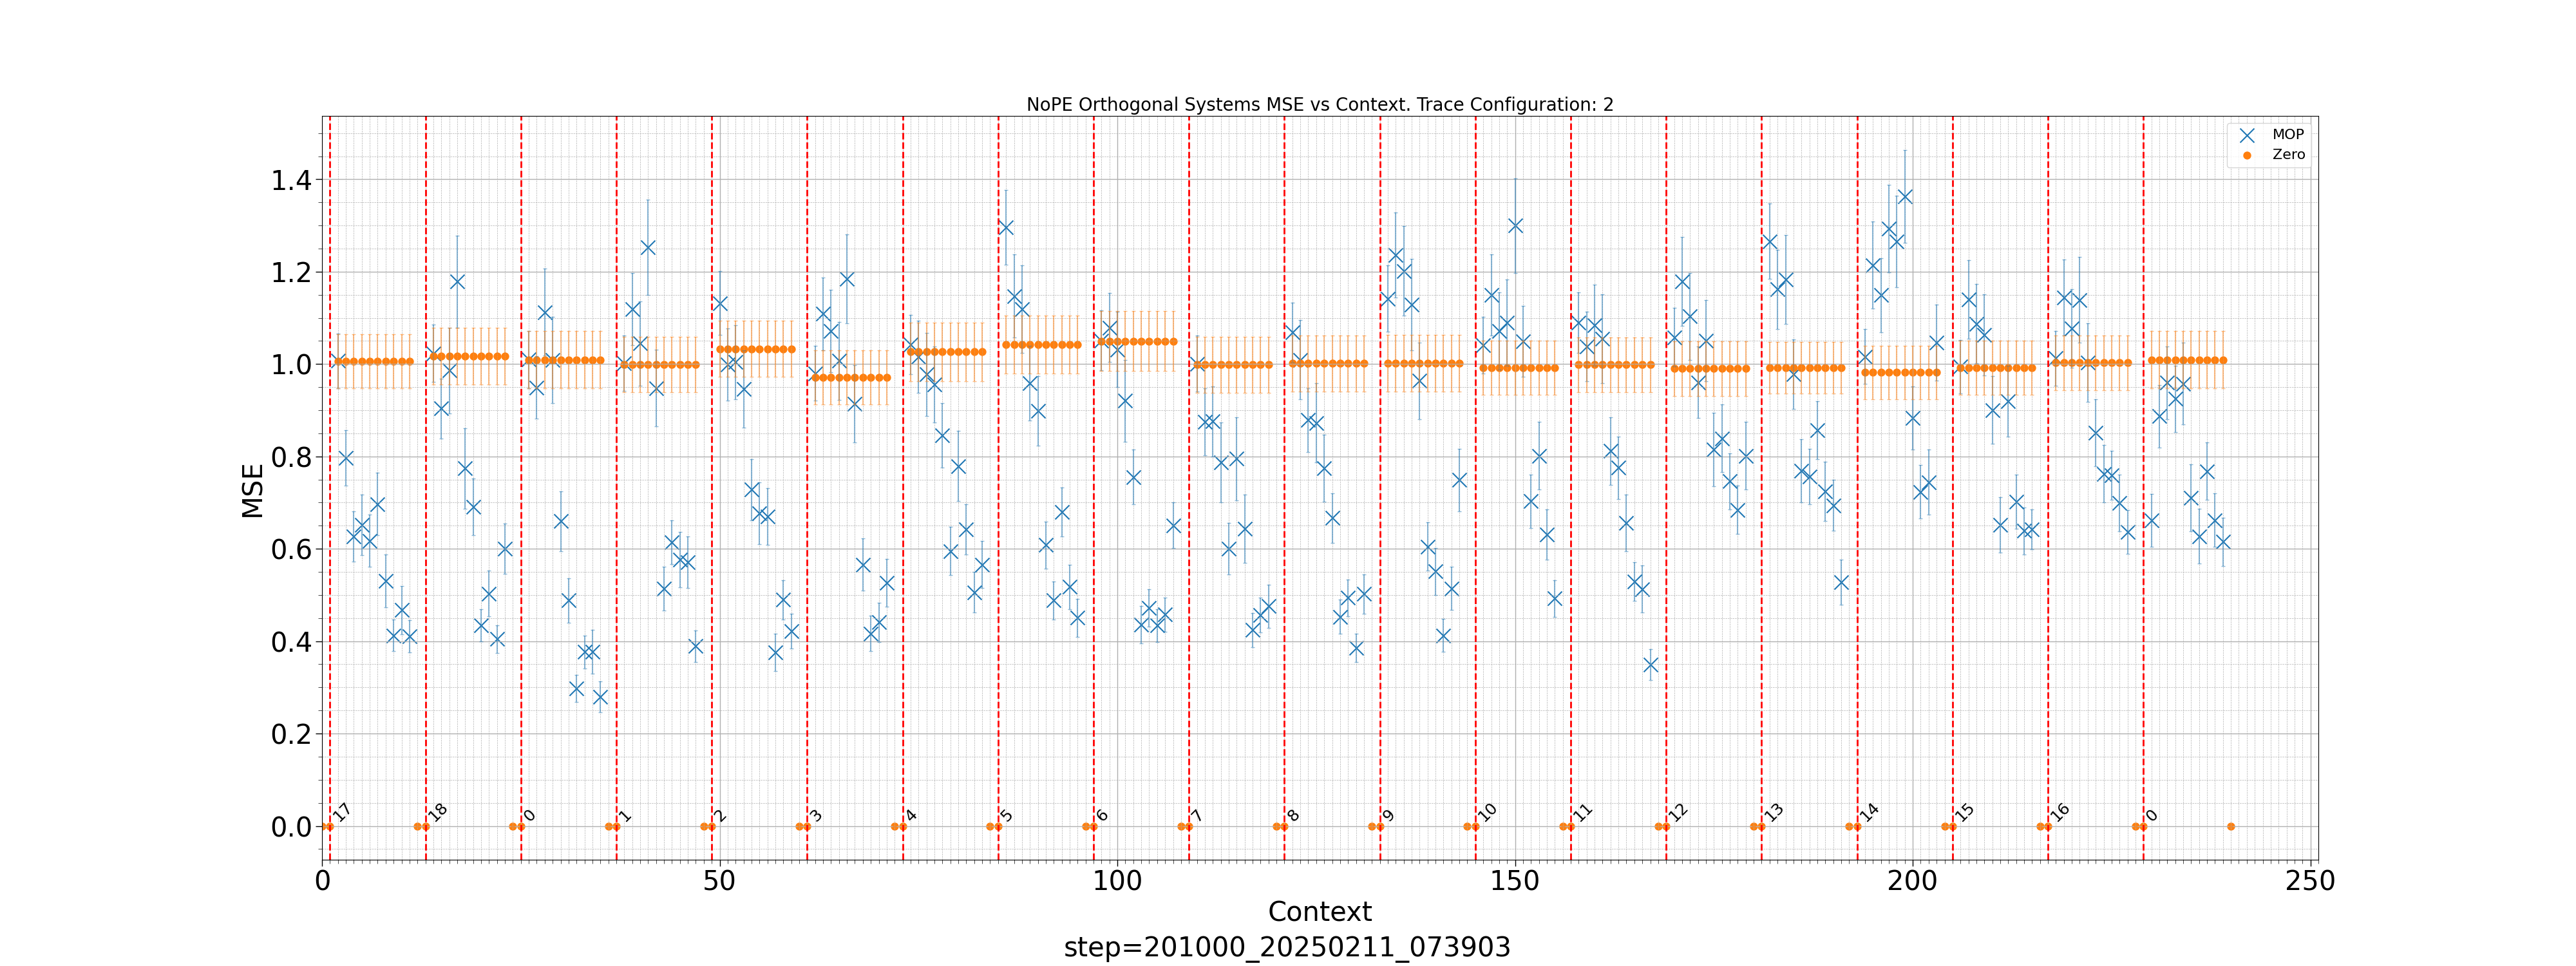 NoPE Orthogonal Systems MSE vs Context. Trace Configuration: 2
MOP
Zero
MSE
1.4
1.2
1.0
0.8
0.6
0.4
0.2
0.0
17 18 0 1 2 3 4 5 6 7 8 9 10 11 12 13 14 15 16 0
0 50 100 150 200 250
Context
step=201000_20250211_073903